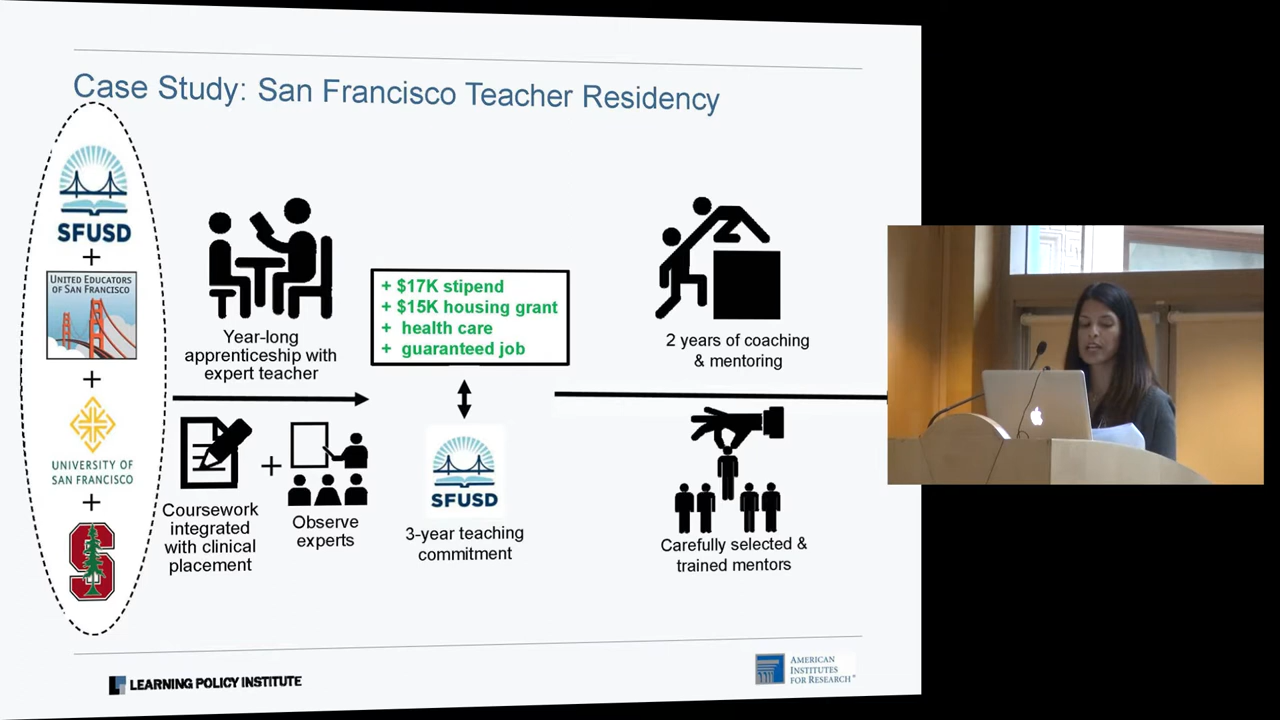 Case Study: San Francisco Teacher Residency
SFUSD
+
UNITED EDUCATORS
OF SAN FRANCISCO
+
UNIVERSITY OF
SAN FRANCISCO
+
S
Year-long
apprenticeship with
expert teacher
Coursework
integrated
with clinical
placement
+
Observe
experts
+ $17K stipend
+ $15K housing grant
+ health care
+ guaranteed job
SFUSD
3-year teaching
commitment
2 years of coaching
& mentoring
Carefully selected &
trained mentors
LEARNING POLICY INSTITUTE
AMERICAN
INSTITUTES
FOR RESEARCH®